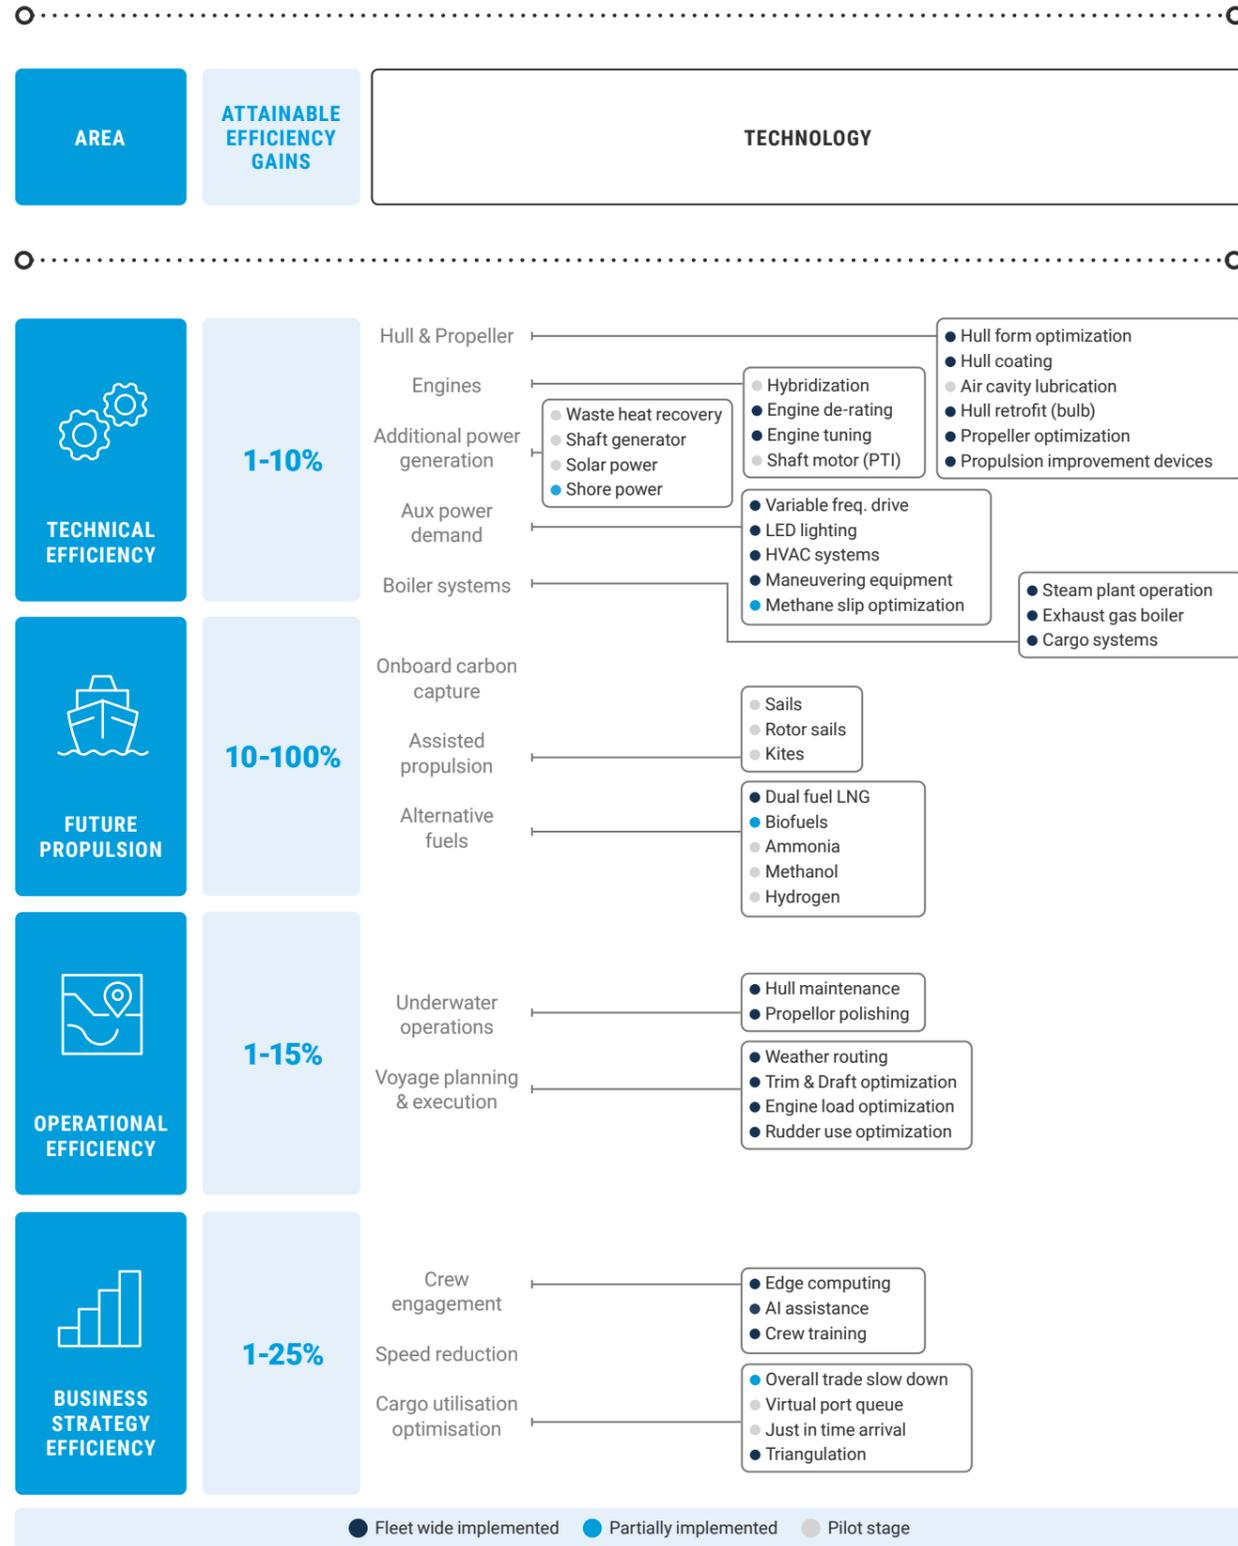 AREA
ATTAINABLE
EFFICIENCY
GAINS
TECHNOLOGY
TECHNICAL
EFFICIENCY
1-10%
Hull & Propeller
Hull form optimization
Hull coating
Air cavity lubrication
Hull retrofit (bulb)
Propeller optimization
Propulsion improvement devices
Engines
Hybridization
Engine de-rating
Engine tuning
Shaft motor (PTI)
Additional power
generation
Waste heat recovery
Shaft generator
Solar power
Shore power
Aux power
demand
Variable freq. drive
LED lighting
HVAC systems
Maneuvering equipment
Methane slip optimization
Boiler systems
Steam plant operation
Exhaust gas boiler
Cargo systems
FUTURE
PROPULSION
10-100%
Onboard carbon
capture
Assisted
propulsion
Sails
Rotor sails
Kites
Alternative
fuels
Dual fuel LNG
Biofuels
Ammonia
Methanol
Hydrogen
OPERATIONAL
EFFICIENCY
1-15%
Underwater
operations
Hull maintenance
Propellor polishing
Voyage planning
& execution
Weather routing
Trim & Draft optimization
Engine load optimization
Rudder use optimization
BUSINESS
STRATEGY
EFFICIENCY
1-25%
Crew
engagement
Edge computing
AI assistance
Crew training
Speed reduction
Cargo utilisation
optimisation
Overall trade slow down
Virtual port queue
Just in time arrival
Triangulation
Fleet wide implemented
Partially implemented
Pilot stage